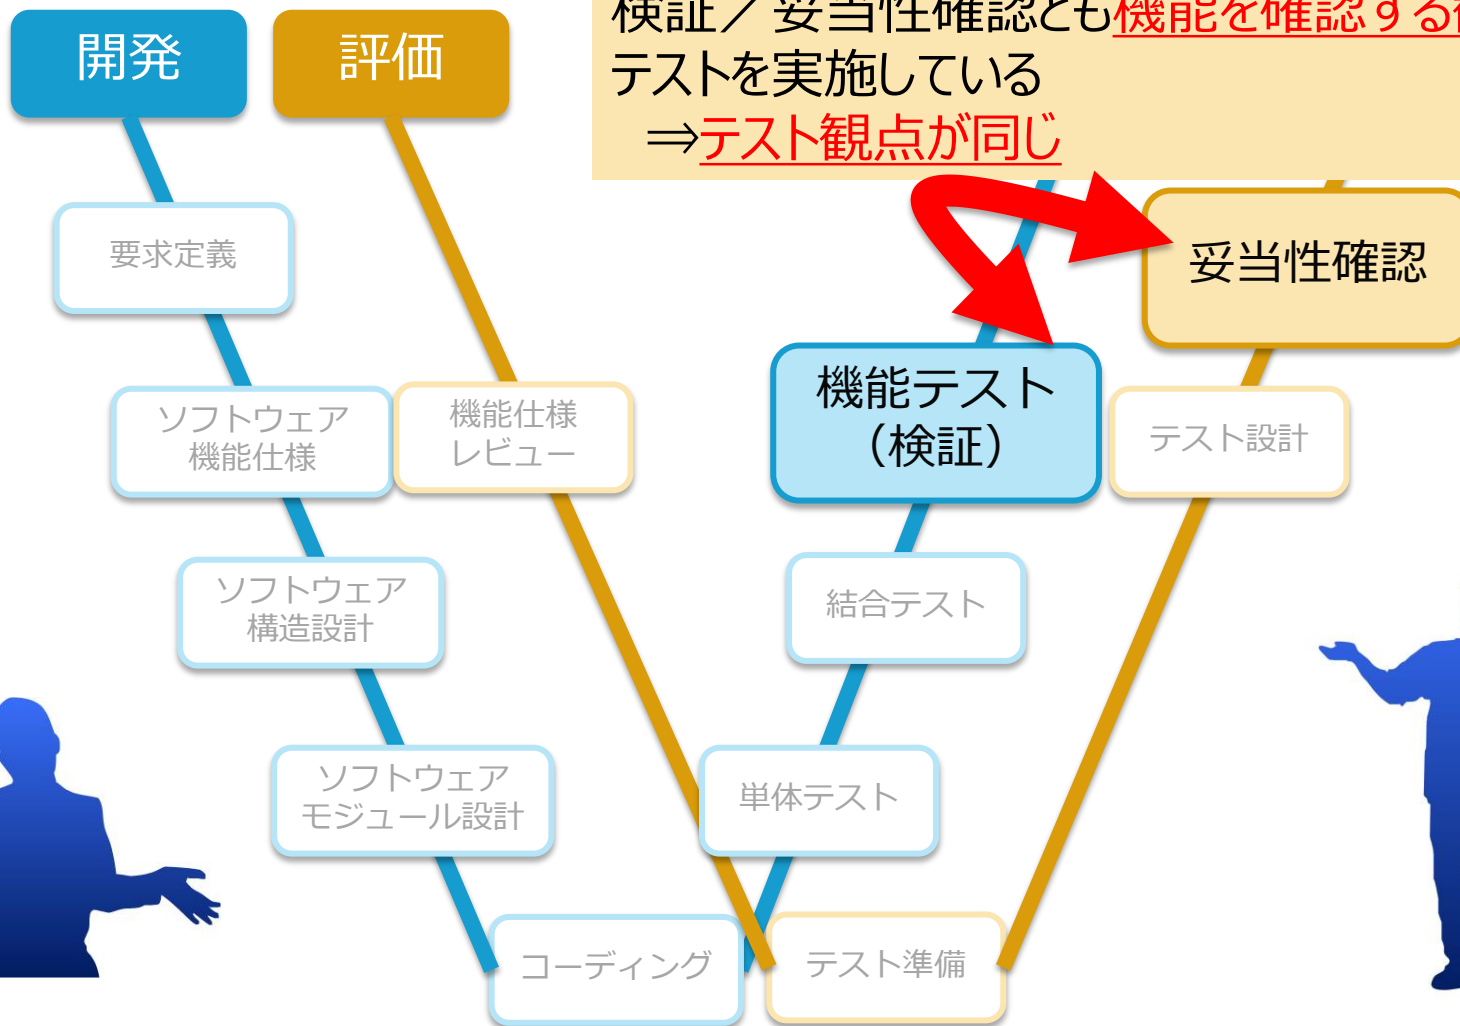 開発
評価
検証／妥当性確認とも機能を確認する
テストを実施している
⇒テスト観点が同じ
要求定義
妥当性確認
ソフトウェア
機能仕様
機能仕様
レビュー
機能テスト
（検証）
テスト設計
ソフトウェア
構造設計
結合テスト
ソフトウェア
モジュール設計
単体テスト
コーディング
テスト準備